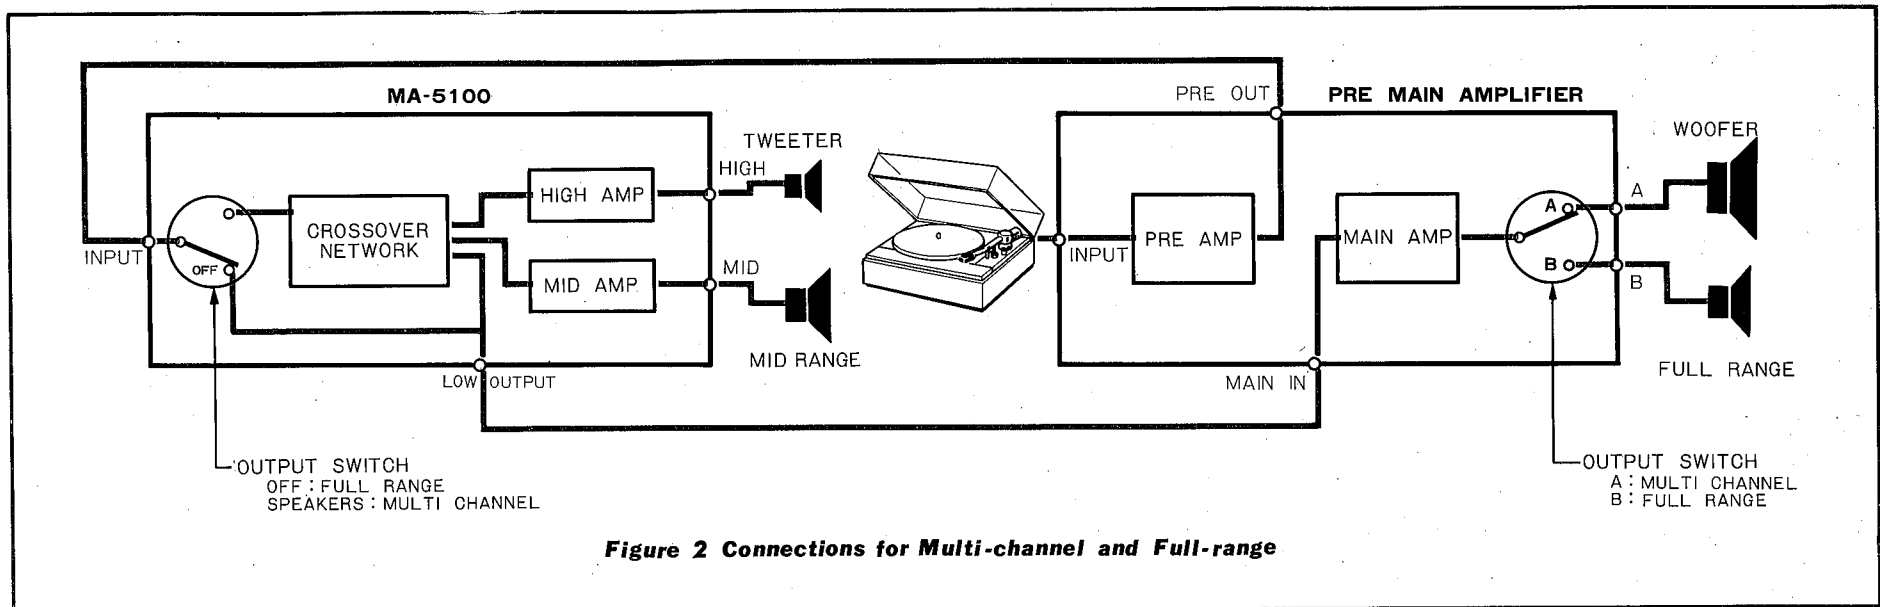 MA-5100
PRE OUT
PRE MAIN AMPLIFIER
TWEETER
WOOFER
HIGH
HIGH AMP
A
A
CROSSOVER
NETWORK
INPUT
OFF
INPUT
PRE AMP
MAIN AMP
B
B
MID
MID AMP
MID RANGE
FULL RANGE
LOW OUTPUT
MAIN IN
OUTPUT SWITCH
OFF : FULL RANGE
SPEAKERS : MULTI CHANNEL
OUTPUT SWITCH
A : MULTI CHANNEL
B : FULL RANGE
Figure 2 Connections for Multi-channel and Full-range